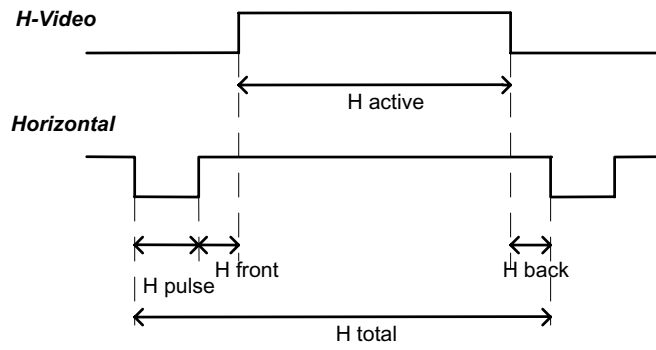 H-Video
H active
Horizontal
H front
H back
H pulse
H total